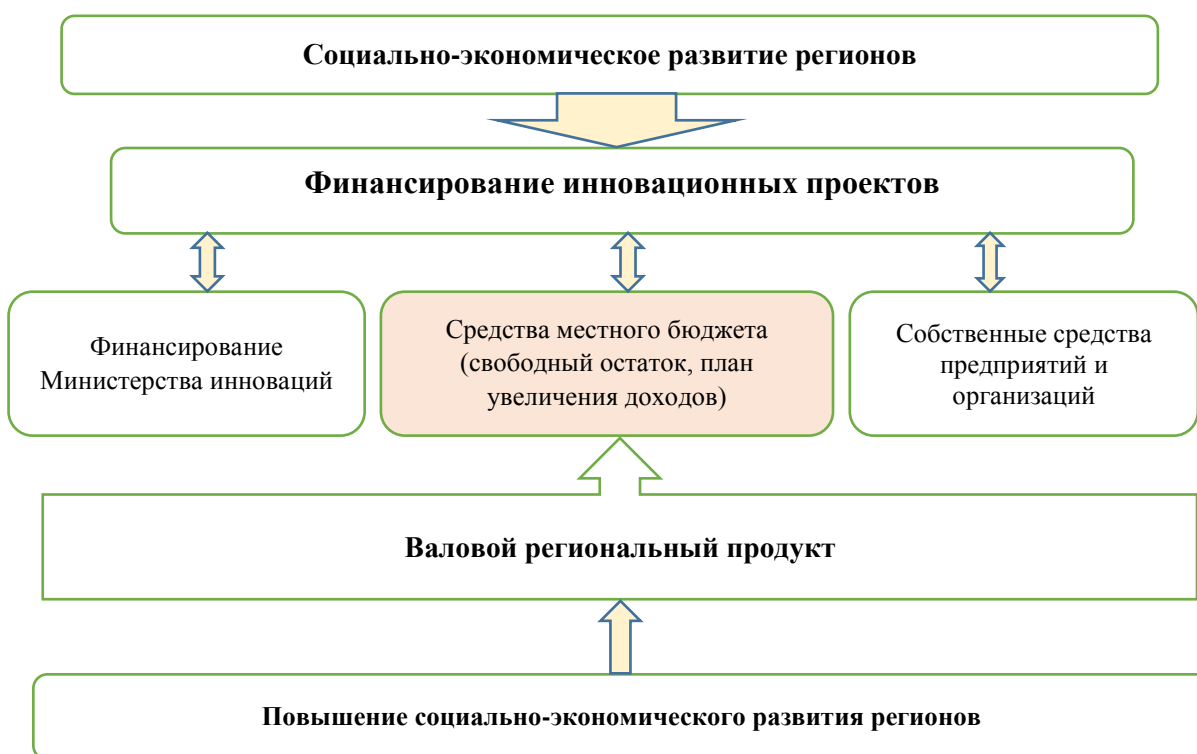 Социально-экономическое развитие регионов
Финансирование инновационных проектов
Финансирование
Министерства инноваций
Средства местного бюджета
(свободный остаток, план
увеличения доходов)
Собственные средства
предприятий и
организаций
Валовой региональный продукт
Повышение социально-экономического развития регионов